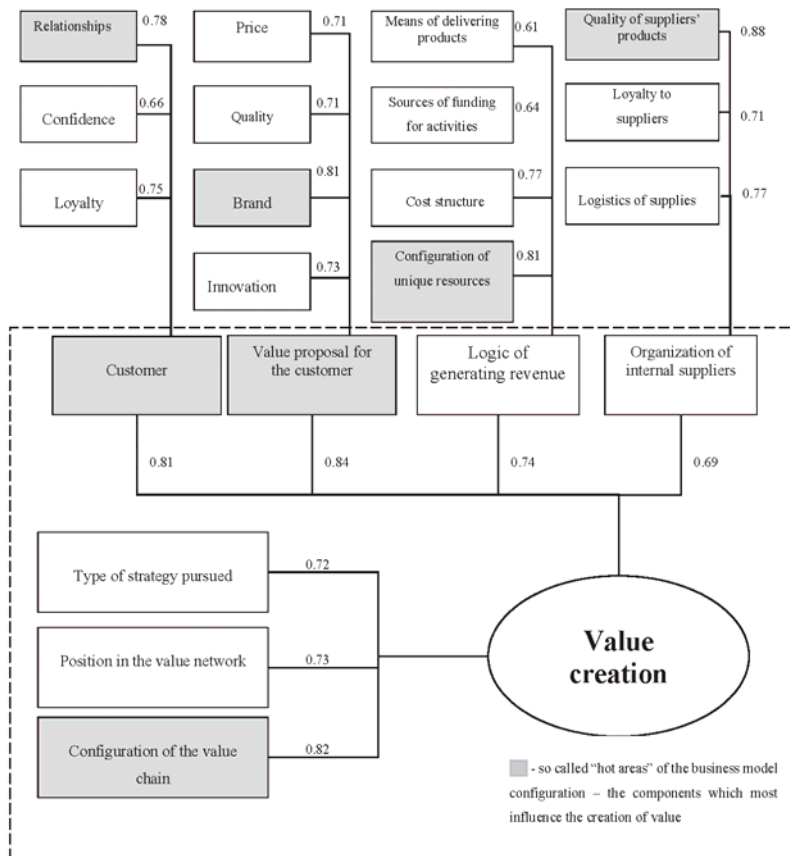 Relationships
0.78
Confidence
0.66
Loyalty
0.75
Price
0.71
Quality
0.71
Brand
0.81
Innovation
0.73
Means of delivering
products
0.61
Sources of funding
for activities
0.64
Cost structure
0.77
Configuration of
unique resources
0.81
Quality of suppliers’
products
0.88
Loyalty to
suppliers
0.71
Logistics of supplies
0.77
Customer
Value proposal for
the customer
Logic of
generating revenue
Organization of
internal suppliers
0.81
0.84
0.74
0.69
Type of strategy pursued
0.72
Position in the value network
0.73
Configuration of the value
chain
0.82
Value
creation
- so called “hot areas” of the business model
configuration – the components which most
influence the creation of value